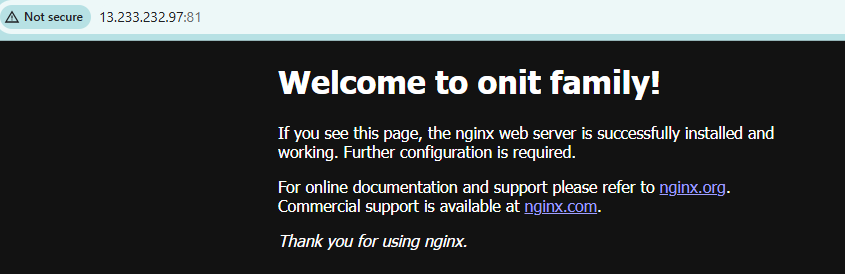 Not secure 13.233.232.97:81
Welcome to onit family!
If you see this page, the nginx web server is successfully installed and
working. Further configuration is required.
For online documentation and support please refer to nginx.org.
Commercial support is available at nginx.com.
Thank you for using nginx.